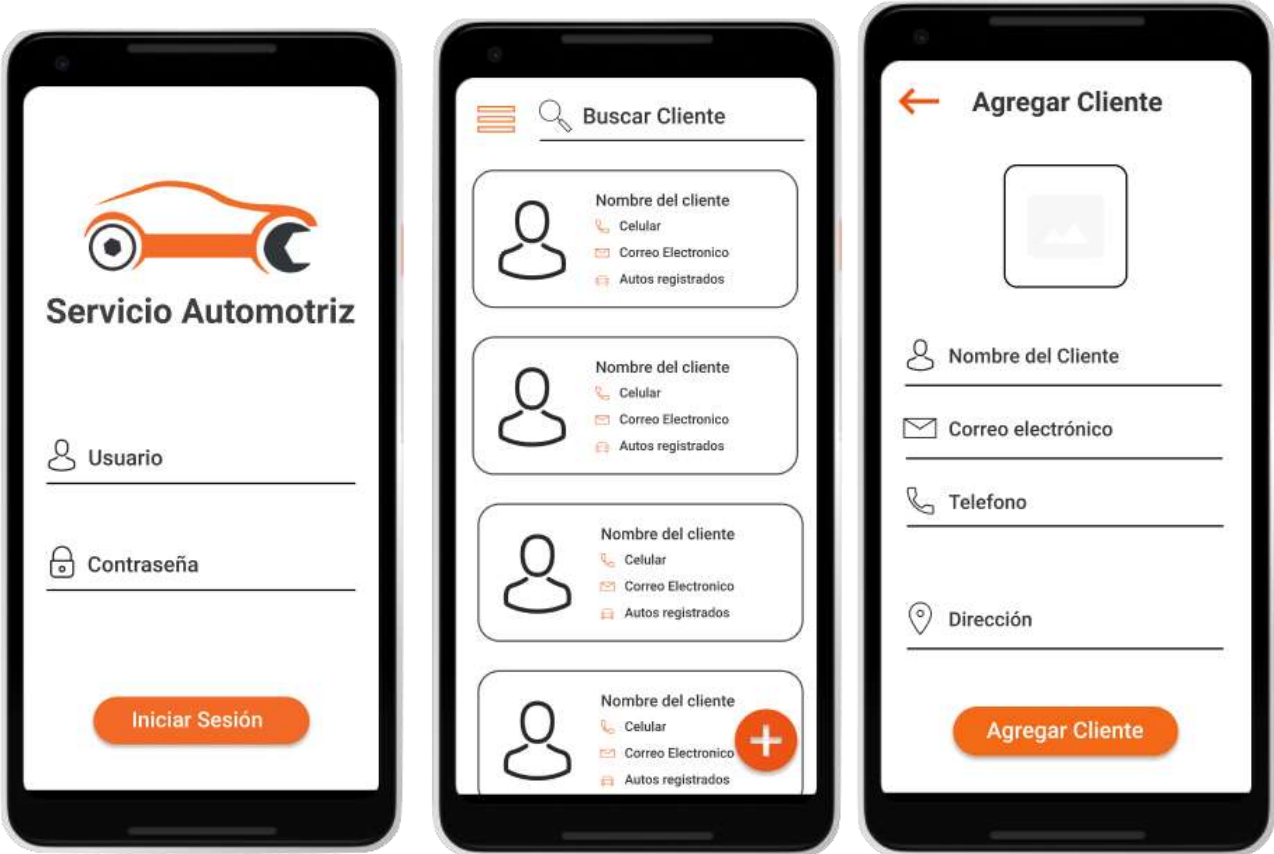 Servicio Automotriz
Usuario
Contraseña
Iniciar Sesión
Buscar Cliente
Nombre del cliente
Celular
Correo Electronico
Autos registrados
Nombre del cliente
Celular
Correo Electronico
Autos registrados
Nombre del cliente
Celular
Correo Electronico
Autos registrados
Nombre del cliente
Celular
Correo Electronico
Autos registrados
+
Agregar Cliente
Nombre del Cliente
Correo electrónico
Telefono
Dirección
Agregar Cliente